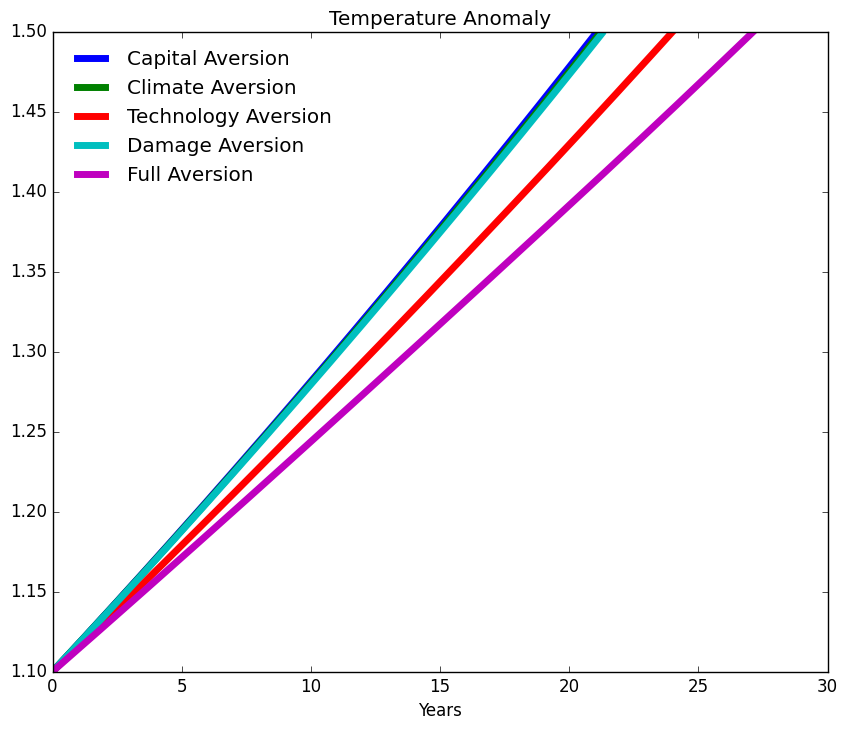 Temperature Anomaly
1.50
1.45
1.40
1.35
1.30
1.25
1.20
1.15
1.10
Capital Aversion
Climate Aversion
Technology Aversion
Damage Aversion
Full Aversion
0 5 10 15 20 25 30
Years